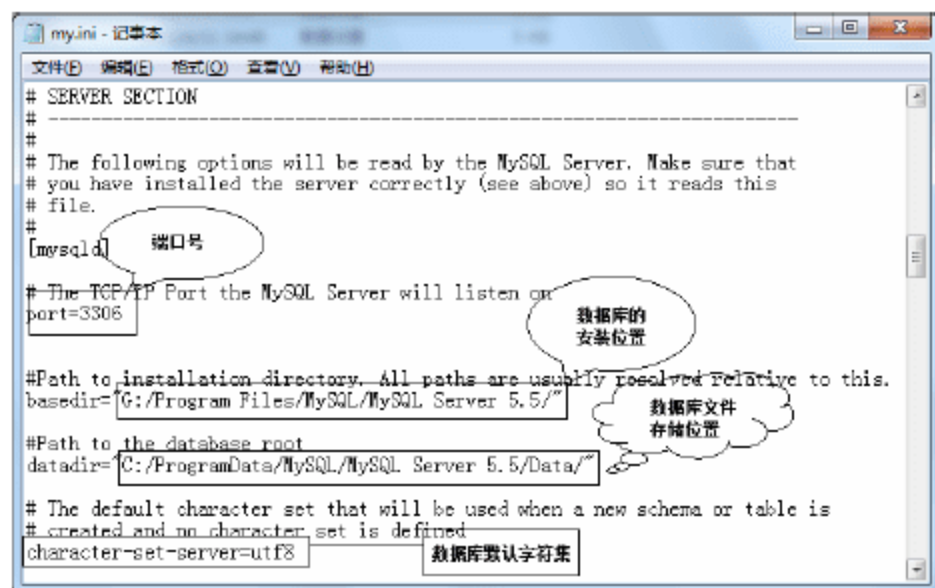 my.ini - 记事本
文件(F) 编辑(E) 格式(O) 查看(V) 帮助(H)
# SERVER SECTION
# ----------------------------------------------------------------------
#
# The following options will be read by the MySQL Server. Make sure that
# you have installed the server correctly (see above) so it reads this
# file.
#
端口号
[mysqld]
# The TCP/IP Port the MySQL Server will listen on
port=3306
数据库的
安装位置
#Path to installation directory. All paths are usually resolved relative to this.
basedir="G:/Program Files/MySQL/MySQL Server 5.5/"
数据库文件
存储位置
#Path to the database root
datadir="C:/ProgramData/MySQL/MySQL Server 5.5/Data/"
# The default character set that will be used when a new schema or table is
# created and no character set is defined
character-set-server=utf8
数据库默认字符集